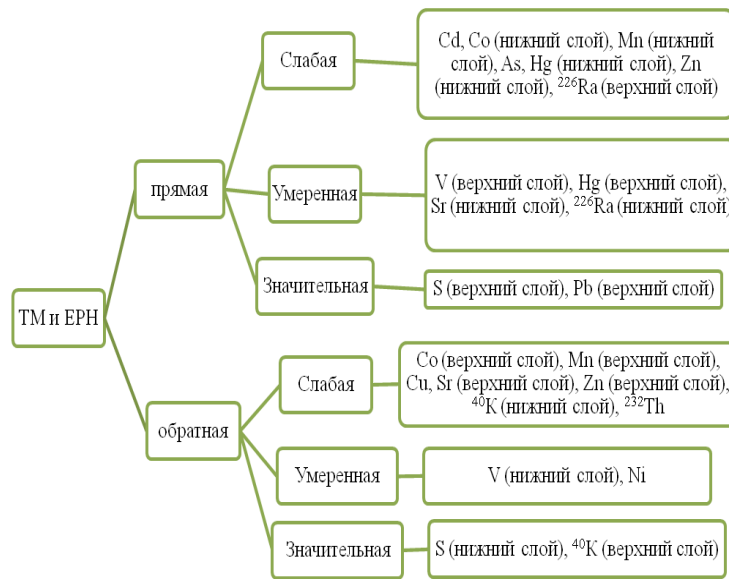 ТМ и ЕРН
прямая
Слабая
Cd, Co (нижний слой), Mn (нижний
слой), As, Hg (нижний слой), Zn
(нижний слой), ²²⁶Ra (верхний слой)
Умеренная
V (верхний слой), Hg (верхний слой),
Sr (нижний слой), ²²⁶Ra (нижний слой)
Значительная
S (верхний слой), Pb (верхний слой)
обратная
Слабая
Co (верхний слой), Mn (верхний слой),
Cu, Sr (верхний слой), Zn (верхний слой),
⁴⁰К (нижний слой), ²³²Th
Умеренная
V (нижний слой), Ni
Значительная
S (нижний слой), ⁴⁰К (верхний слой)